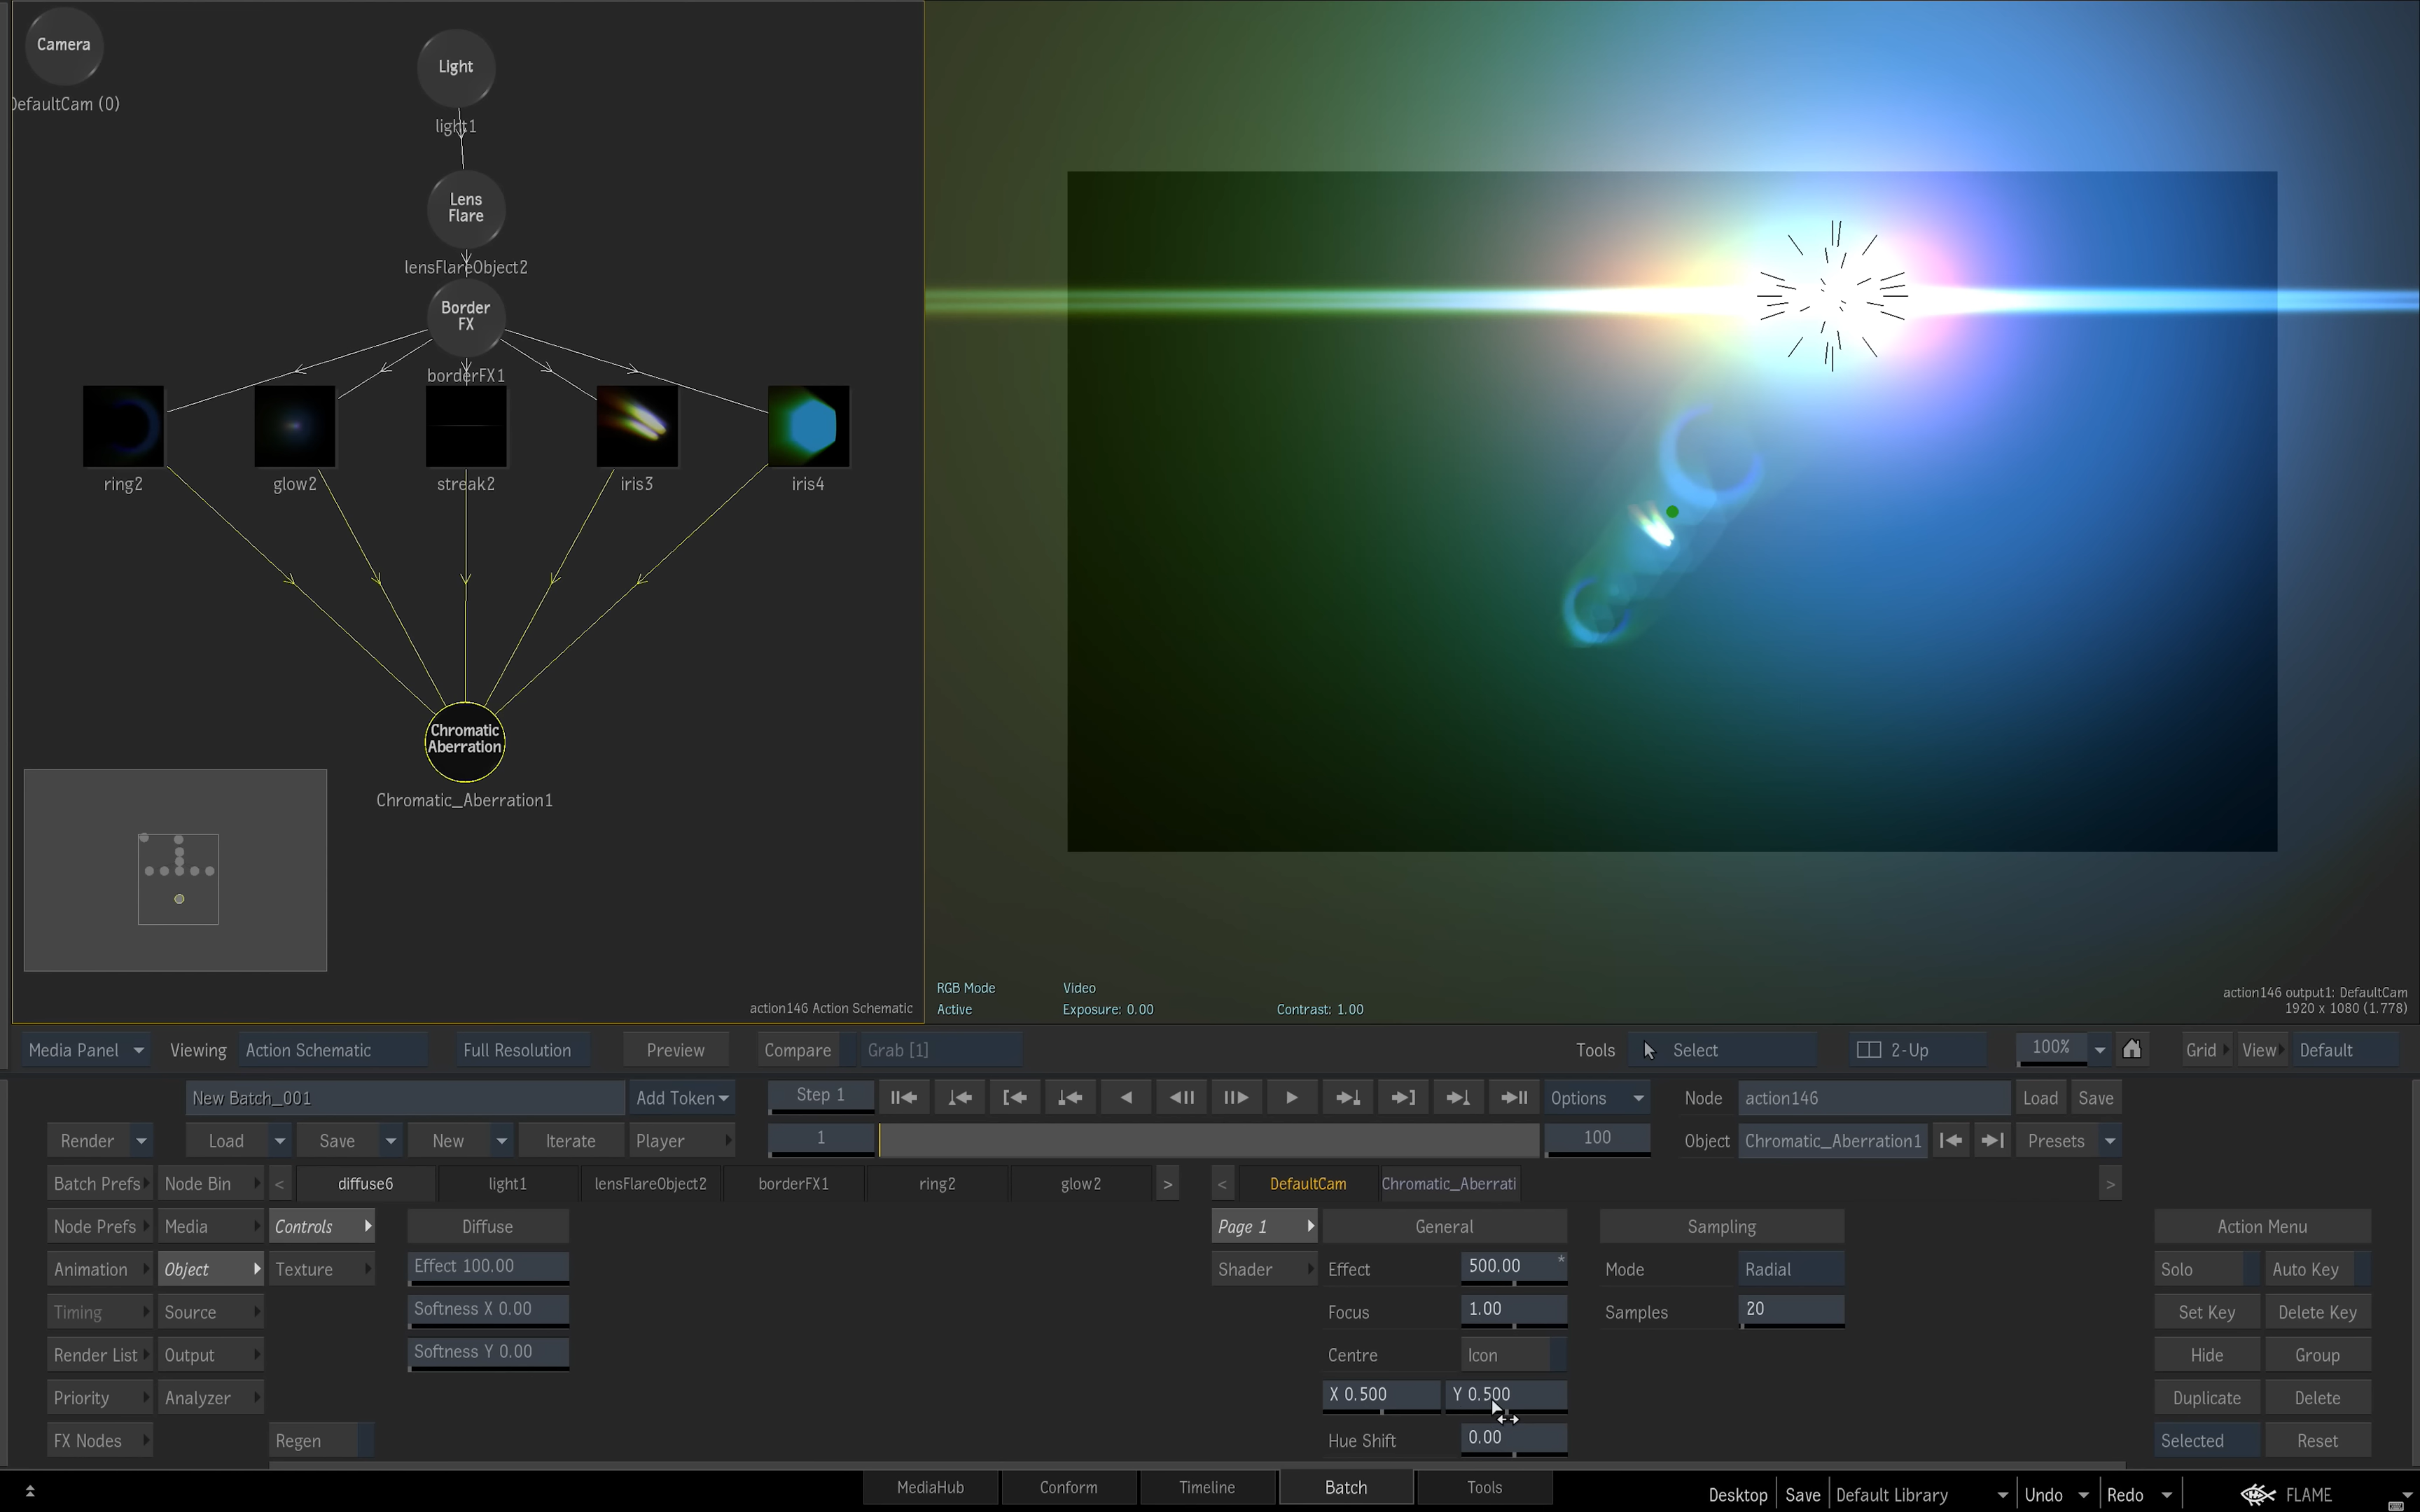 Camera
DefaultCam (0)
Light
light1
Lens
Flare
lensFlareObject2
Border
FX
borderFX1
ring2
glow2
streak2
iris3
iris4
Chromatic
Aberration
Chromatic_Aberration1
action146 Action Schematic
RGB Mode
Video
Active
Exposure: 0.00
Contrast: 1.00
action146 output1: DefaultCam
1920 x 1080 (1.778)
Media Panel
Viewing
Action Schematic
Full Resolution
Preview
Compare
Grab [1]
Tools
Select
2-Up
100%
Grid
View
Default
New Batch_001
Add Token
Step 1
Options
Node
action146
Load
Save
Render
Load
Save
New
Iterate
Player
1
100
Object
Chromatic_Aberration1
Presets
Batch Prefs
Node Bin
<
diffuse6
light1
lensFlareObject2
borderFX1
ring2
glow2
>
<
DefaultCam
Chromatic_Aberrati
>
Node Prefs
Media
Controls
Diffuse
Page 1
General
Sampling
Action Menu
Animation
Object
Texture
Effect 100.00
Shader
Effect
500.00
*
Mode
Radial
Solo
Auto Key
Timing
Source
Softness X 0.00
Focus
1.00
Samples
20
Set Key
Delete Key
Render List
Output
Softness Y 0.00
Centre
Icon
Hide
Group
Priority
Analyzer
X 0.500
Y 0.500
Duplicate
Delete
FX Nodes
Regen
Hue Shift
0.00
Selected
Reset
MediaHub
Conform
Timeline
Batch
Tools
Desktop
Save
Default Library
Undo
Redo
FLAME